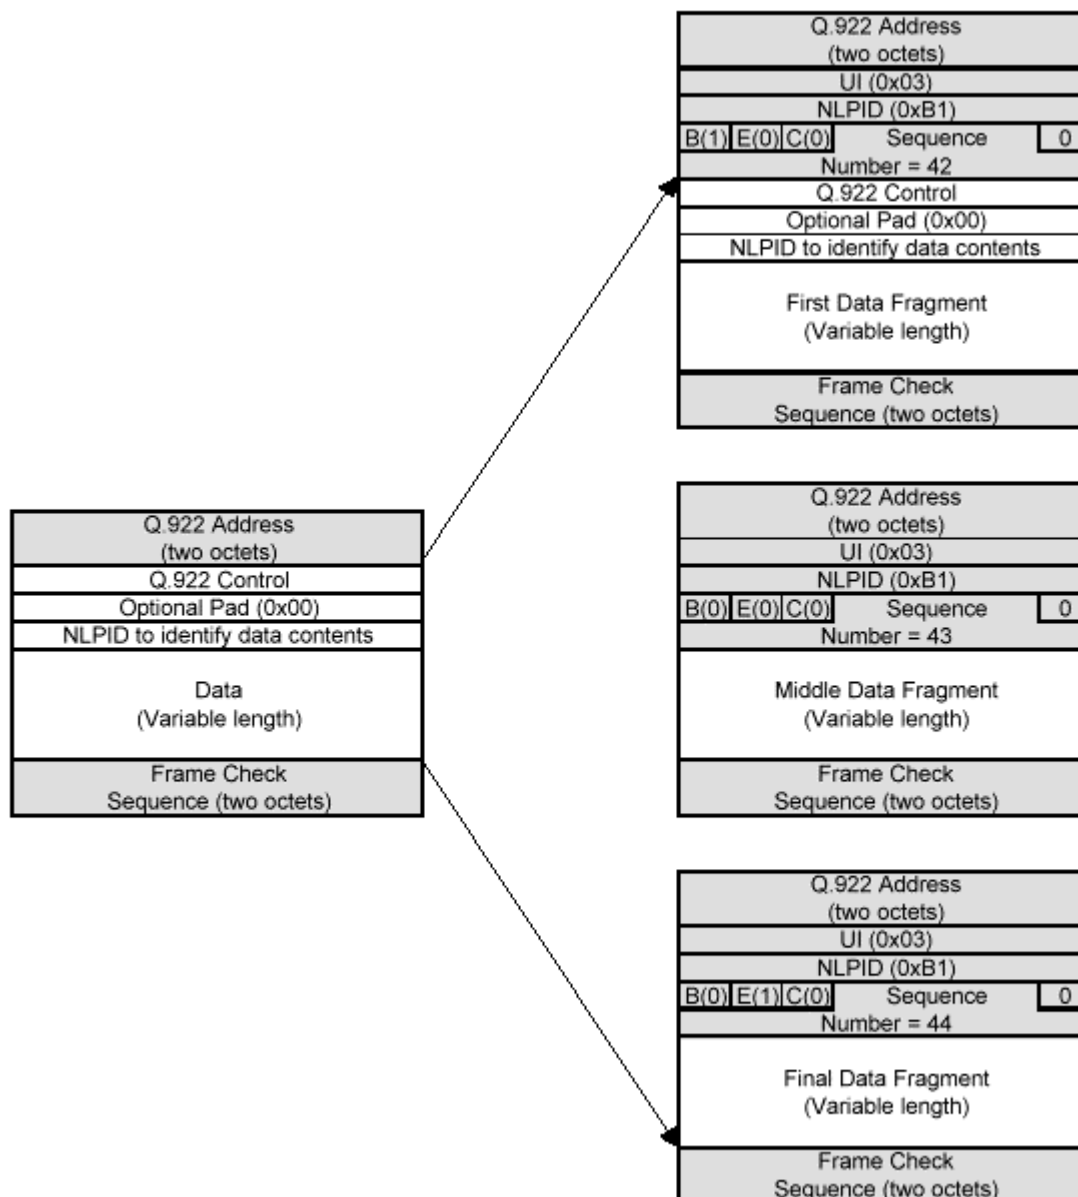 Q.922 Address
(two octets)
UI (0x03)
NLPID (0xB1)
B(1) E(0) C(0) Sequence 0
Number = 42
Q.922 Control
Optional Pad (0x00)
NLPID to identify data contents
First Data Fragment
(Variable length)
Frame Check
Sequence (two octets)
Q.922 Address
(two octets)
Q.922 Control
Optional Pad (0x00)
NLPID to identify data contents
Data
(Variable length)
Frame Check
Sequence (two octets)
Q.922 Address
(two octets)
UI (0x03)
NLPID (0xB1)
B(0) E(0) C(0) Sequence 0
Number = 43
Middle Data Fragment
(Variable length)
Frame Check
Sequence (two octets)
Q.922 Address
(two octets)
UI (0x03)
NLPID (0xB1)
B(0) E(1) C(0) Sequence 0
Number = 44
Final Data Fragment
(Variable length)
Frame Check
Sequence (two octets)